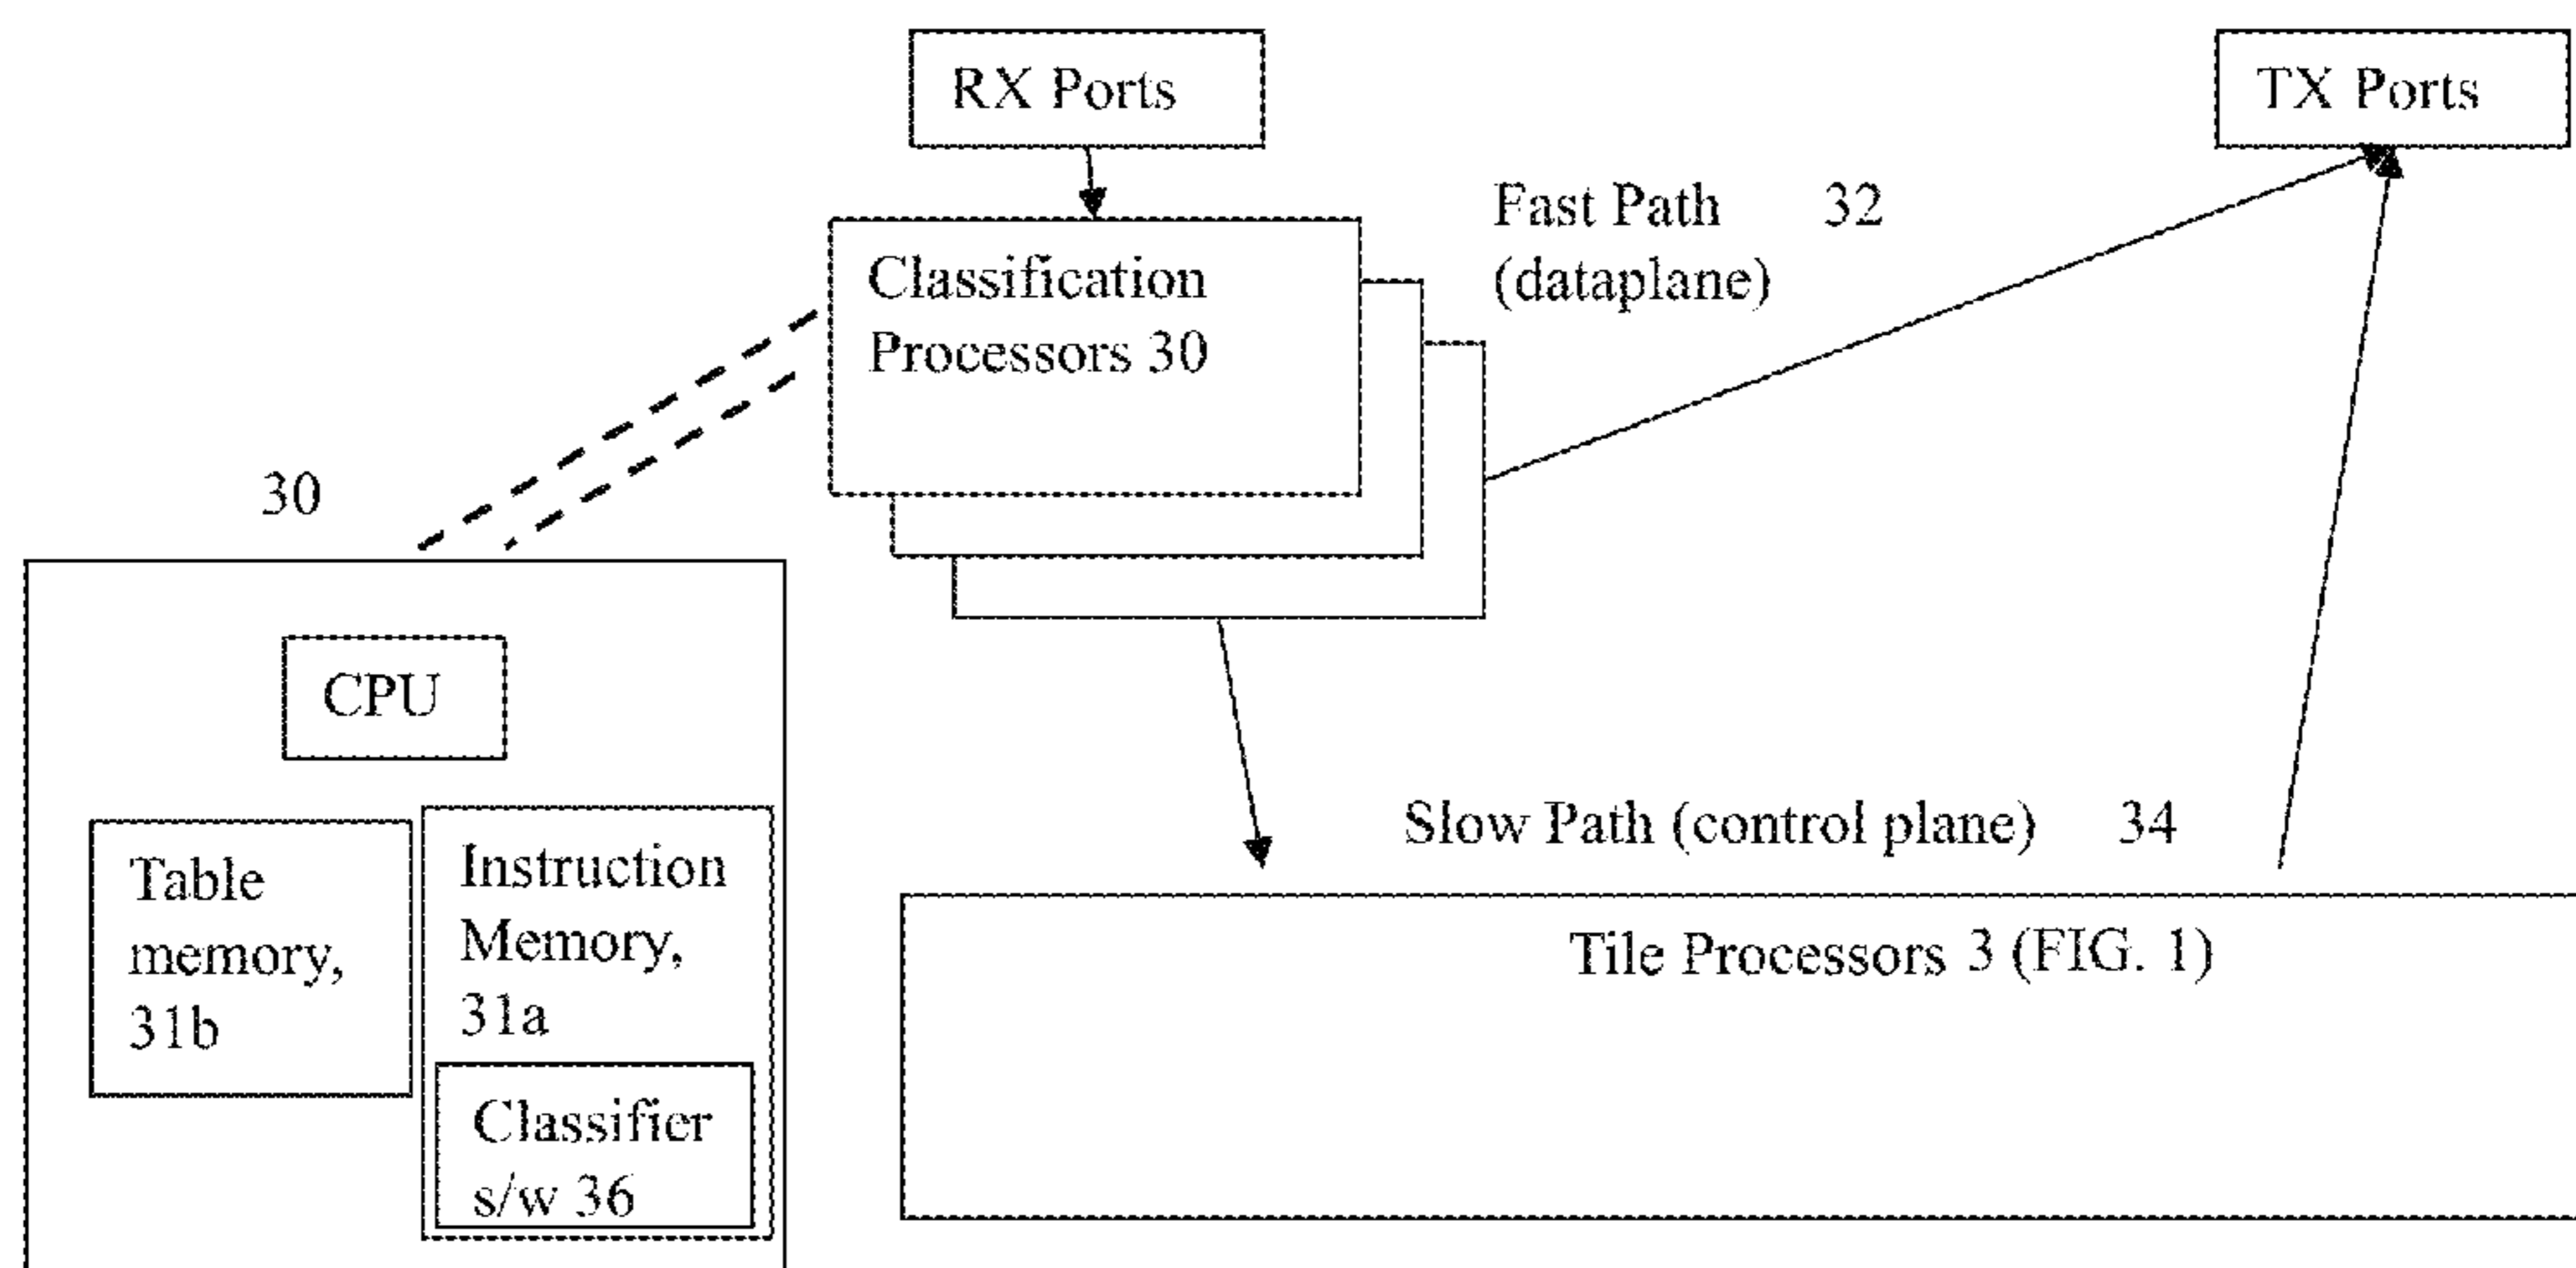 RX Ports
TX Ports
Fast Path 32
(dataplane)
Classification
Processors 30
30
CPU
Table
memory,
31b
Instruction
Memory,
31a
Classifier
s/w 36
Slow Path (control plane) 34
Tile Processors 3 (FIG. 1)